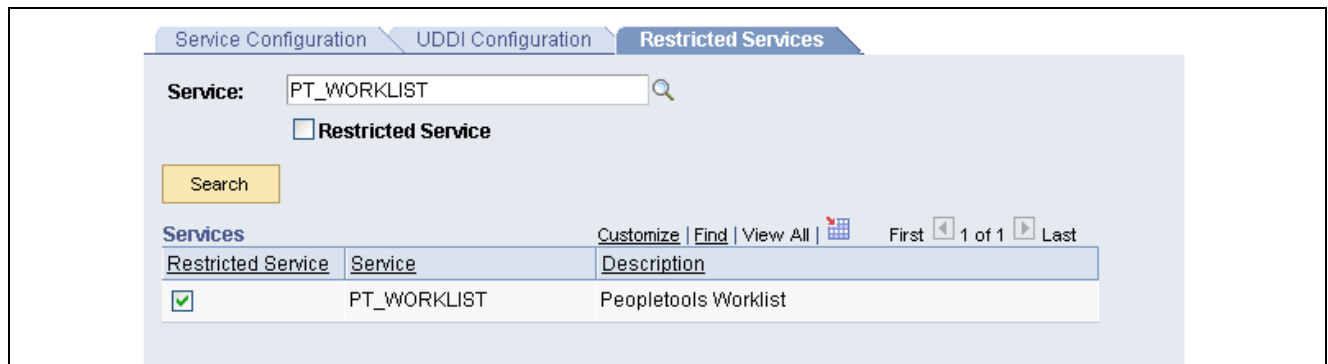 Service Configuration UDDI Configuration Restricted Services
Service: PT_WORKLIST
Restricted Service
Search
Services Customize | Find | View All | First 1 of 1 Last
Restricted Service Service Description
PT_WORKLIST Peopletools Worklist